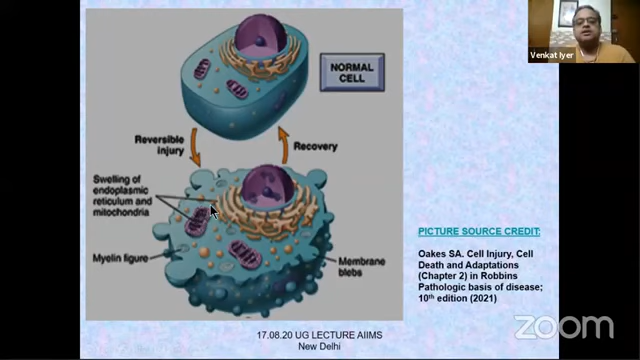 Venkat Iyer
NORMAL
CELL
Reversible
injury
Recovery
Swelling of
endoplasmic
reticulum and
mitochondria
Myelin figure
Membrane
blebs
PICTURE SOURCE CREDIT:
Oakes SA. Cell Injury, Cell
Death and Adaptations
(Chapter 2) in Robbins
Pathologic basis of disease;
10th edition (2021)
17.08.20 UG LECTURE AIIMS
New Delhi
zoom